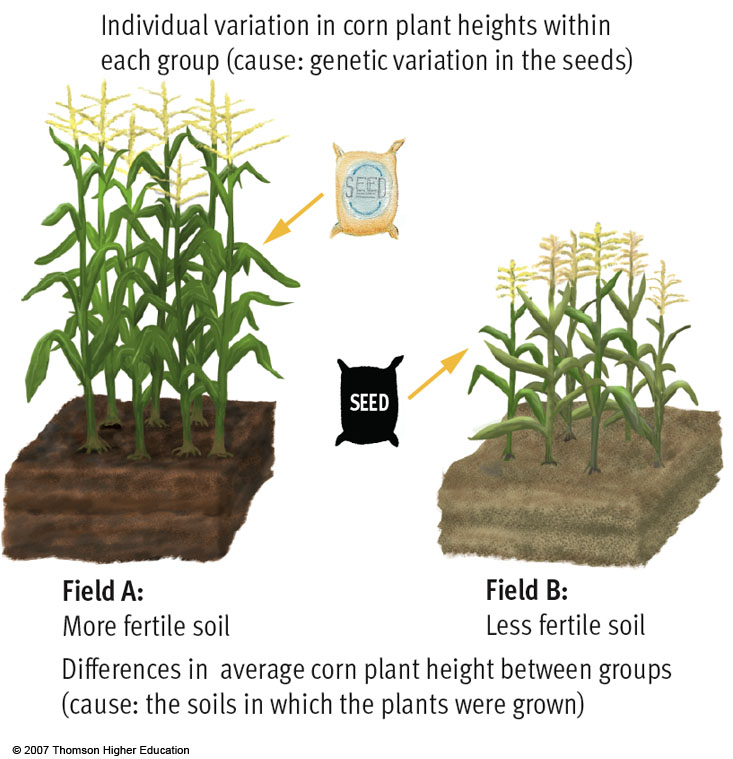 Individual variation in corn plant heights within
each group (cause: genetic variation in the seeds)
SEED
SEED
Field A:
More fertile soil
Field B:
Less fertile soil
Differences in average corn plant height between groups
(cause: the soils in which the plants were grown)
© 2007 Thomson Higher Education